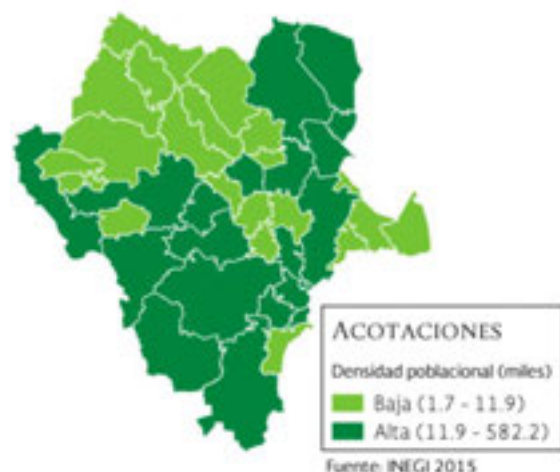 ACOTACIONES
Densidad poblacional (miles)
Baja (1.7 - 11.9)
Alta (11.9 - 582.2)
Fuente: INEGI 2015